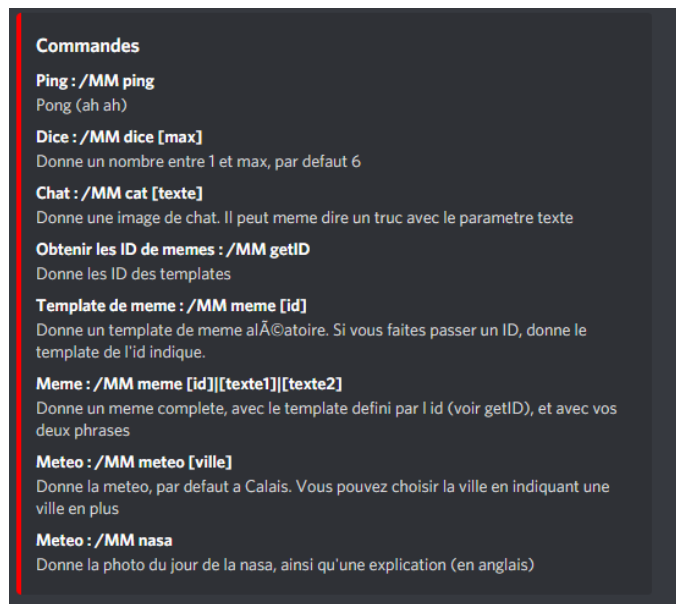 Commandes
Ping : /MM ping
Pong (ah ah)
Dice : /MM dice [max]
Donne un nombre entre 1 et max, par defaut 6
Chat : /MM cat [texte]
Donne une image de chat. Il peut meme dire un truc avec le parametre texte
Obtenir les ID de memes : /MM getID
Donne les ID des templates
Template de meme : /MM meme [id]
Donne un template de meme alÃ©atoire. Si vous faites passer un ID, donne le
template de l'id indique.
Meme : /MM meme [id]|[texte1]|[texte2]
Donne un meme complete, avec le template defini par l id (voir getID), et avec vos
deux phrases
Meteo : /MM meteo [ville]
Donne la meteo, par defaut a Calais. Vous pouvez choisir la ville en indiquant une
ville en plus
Meteo : /MM nasa
Donne la photo du jour de la nasa, ainsi qu'une explication (en anglais)